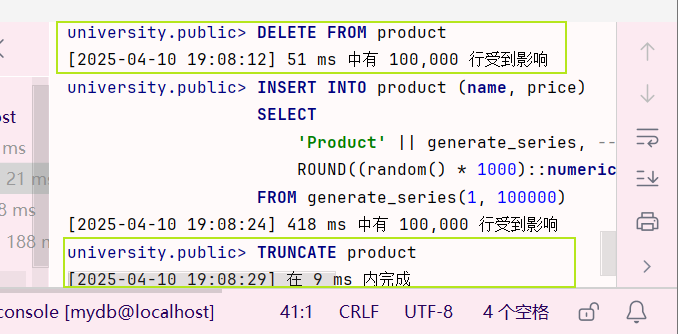 university.public> DELETE FROM product
[2025-04-10 19:08:12] 51 ms 中有 100,000 行受到影响
university.public> INSERT INTO product (name, price)
SELECT
'Product' || generate_series, --
ROUND((random() * 1000)::numeric
FROM generate_series(1, 100000)
[2025-04-10 19:08:24] 418 ms 中有 100,000 行受到影响
university.public> TRUNCATE product
[2025-04-10 19:08:29] 在 9 ms 内完成
ost
ms
21 ms
8 ms
188 m
console [mydb@localhost]
41:1
CRLF
UTF-8
4 个空格